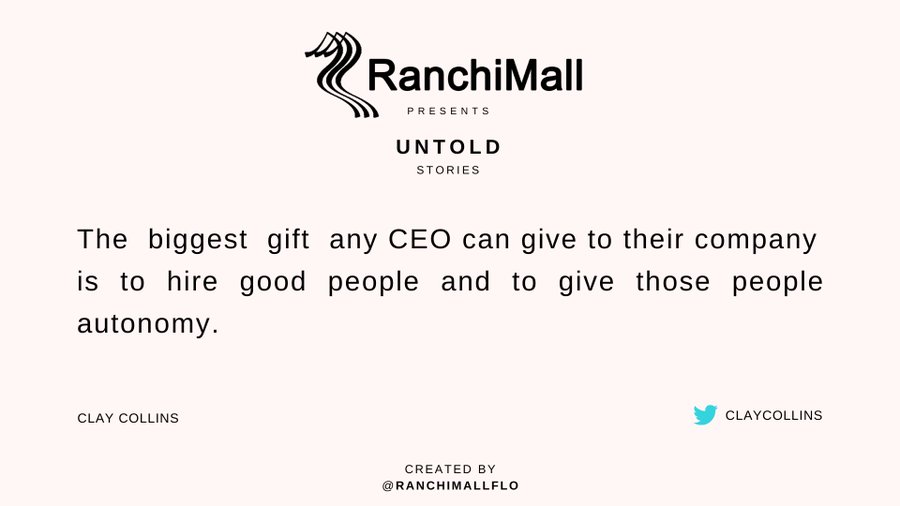 RanchiMall
PRESENTS
UNTOLD
STORIES
The biggest gift any CEO can give to their company
is to hire good people and to give those people
autonomy.
CLAY COLLINS
CLAYCOLLINS
CREATED BY
@RANCHIMALLFLO